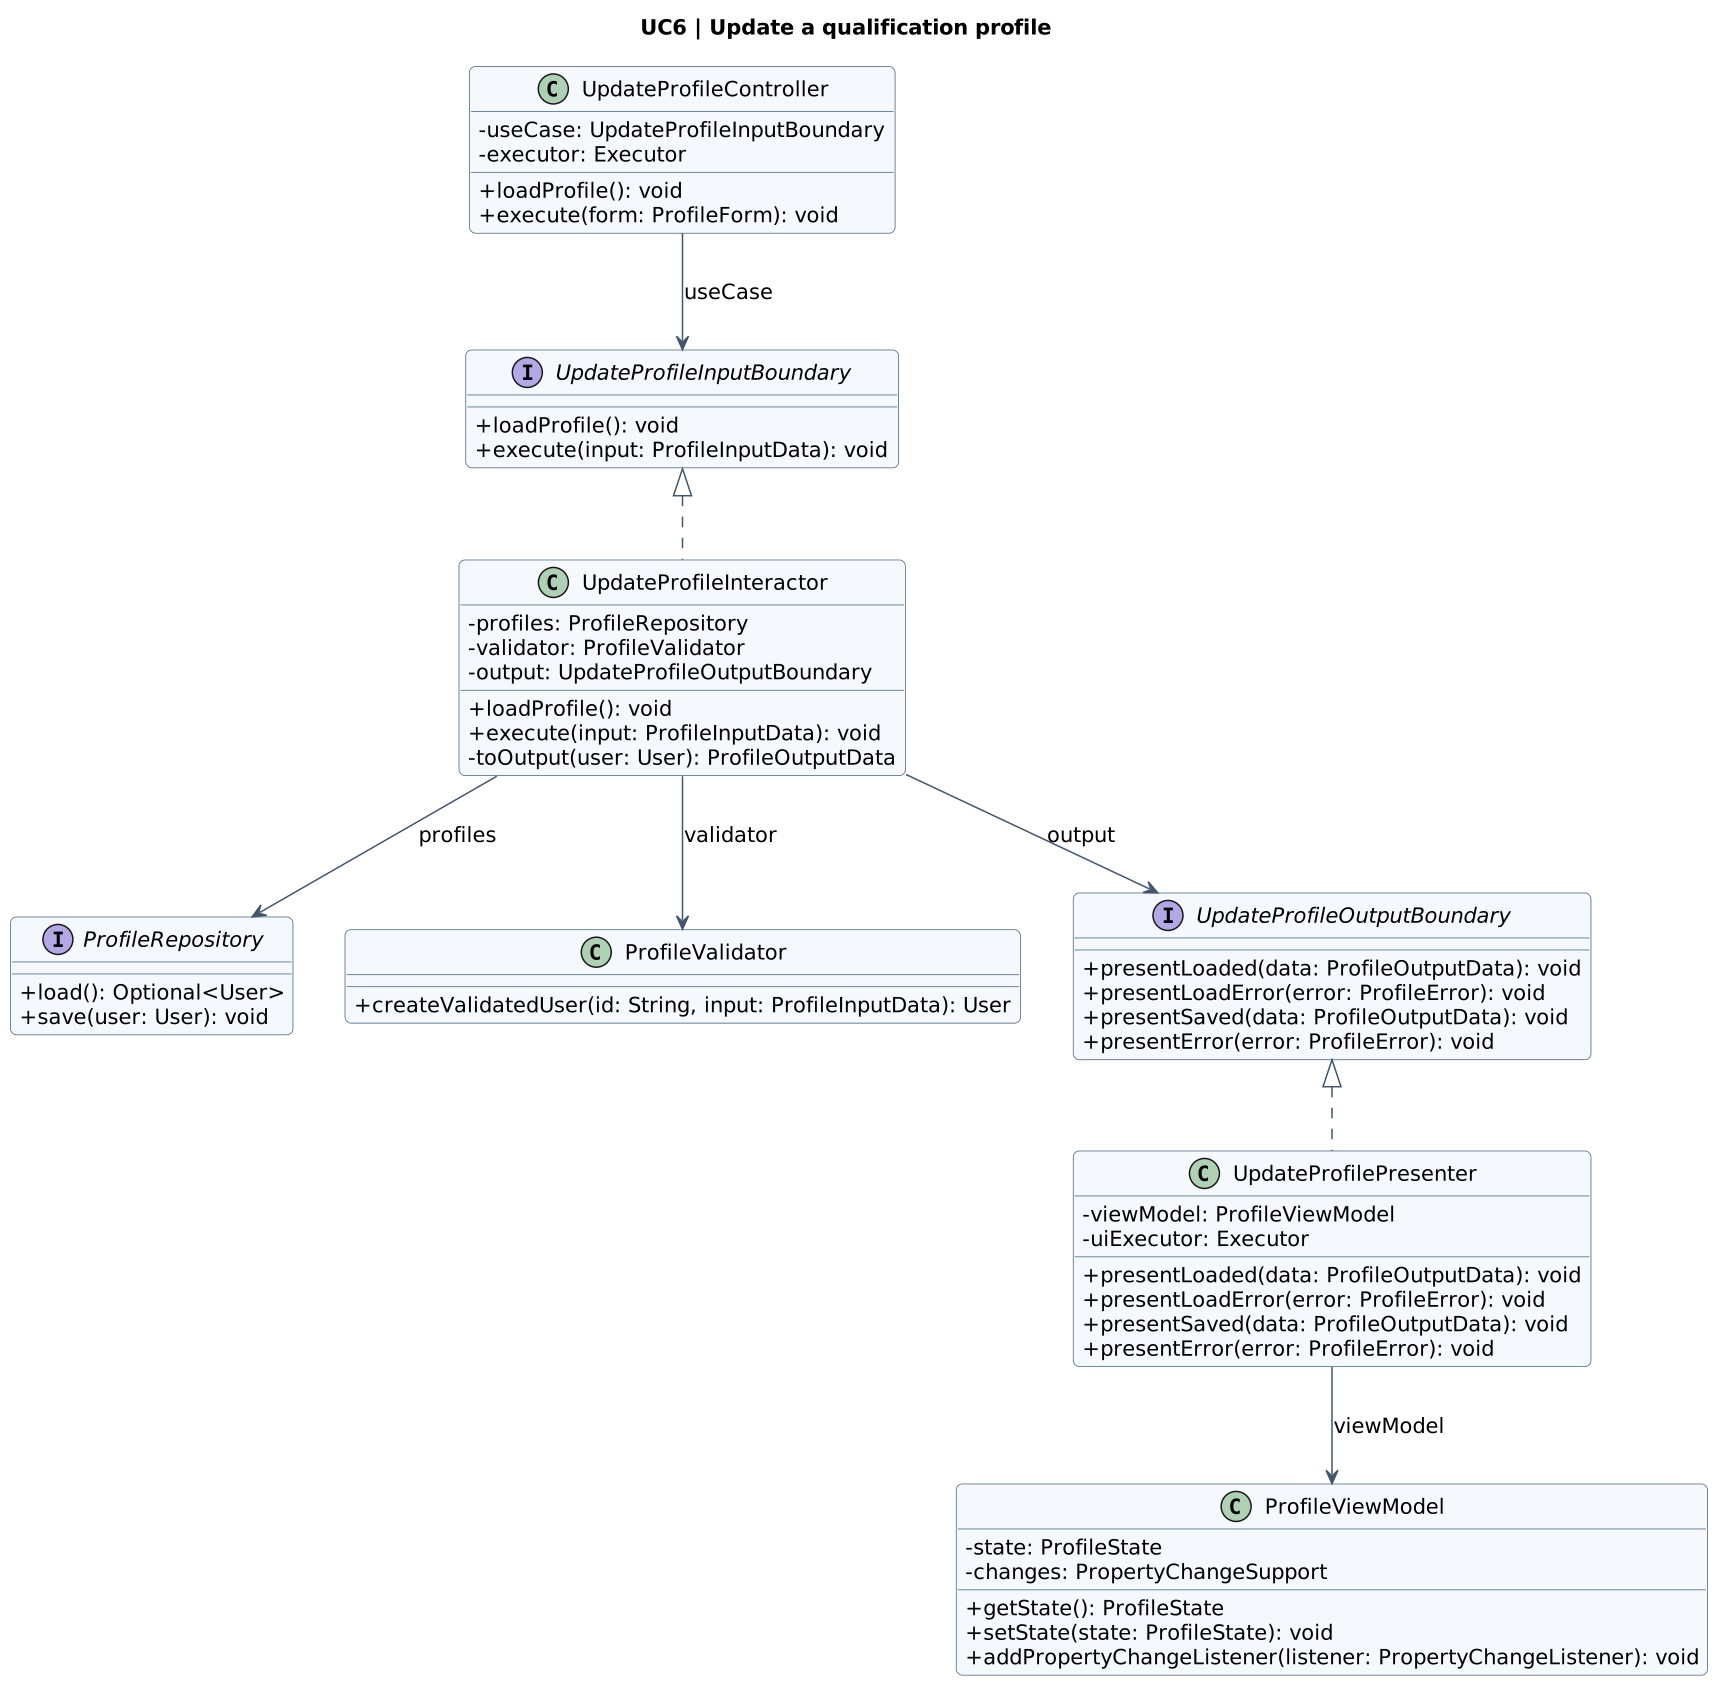 UC6 | Update a qualification profile
C UpdateProfileController
-useCase: UpdateProfileInputBoundary
-executor: Executor
+loadProfile(): void
+execute(form: ProfileForm): void
useCase
I UpdateProfileInputBoundary
+loadProfile(): void
+execute(input: ProfileInputData): void
C UpdateProfileInteractor
-profiles: ProfileRepository
-validator: ProfileValidator
-output: UpdateProfileOutputBoundary
+loadProfile(): void
+execute(input: ProfileInputData): void
-toOutput(user: User): ProfileOutputData
profiles
validator
output
I ProfileRepository
+load(): Optional<User>
+save(user: User): void
C ProfileValidator
+createValidatedUser(id: String, input: ProfileInputData): User
I UpdateProfileOutputBoundary
+presentLoaded(data: ProfileOutputData): void
+presentLoadError(error: ProfileError): void
+presentSaved(data: ProfileOutputData): void
+presentError(error: ProfileError): void
C UpdateProfilePresenter
-viewModel: ProfileViewModel
-uiExecutor: Executor
+presentLoaded(data: ProfileOutputData): void
+presentLoadError(error: ProfileError): void
+presentSaved(data: ProfileOutputData): void
+presentError(error: ProfileError): void
viewModel
C ProfileViewModel
-state: ProfileState
-changes: PropertyChangeSupport
+getState(): ProfileState
+setState(state: ProfileState): void
+addPropertyChangeListener(listener: PropertyChangeListener): void